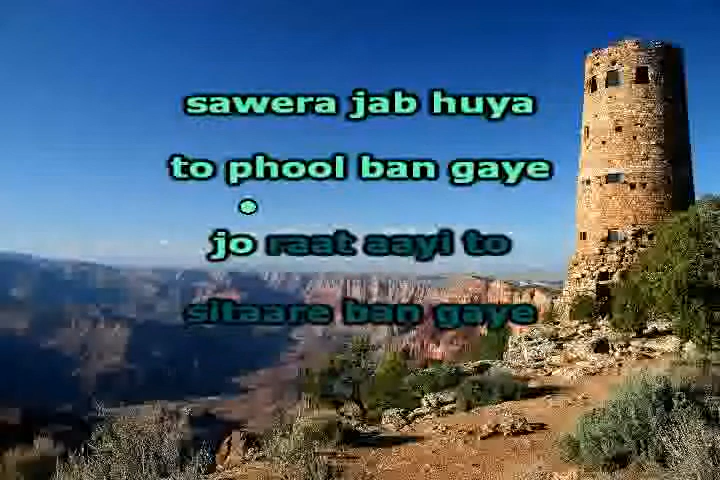 sawera jab huya
to phool ban gaye
jo raat aayi to
sitaare ban gaye